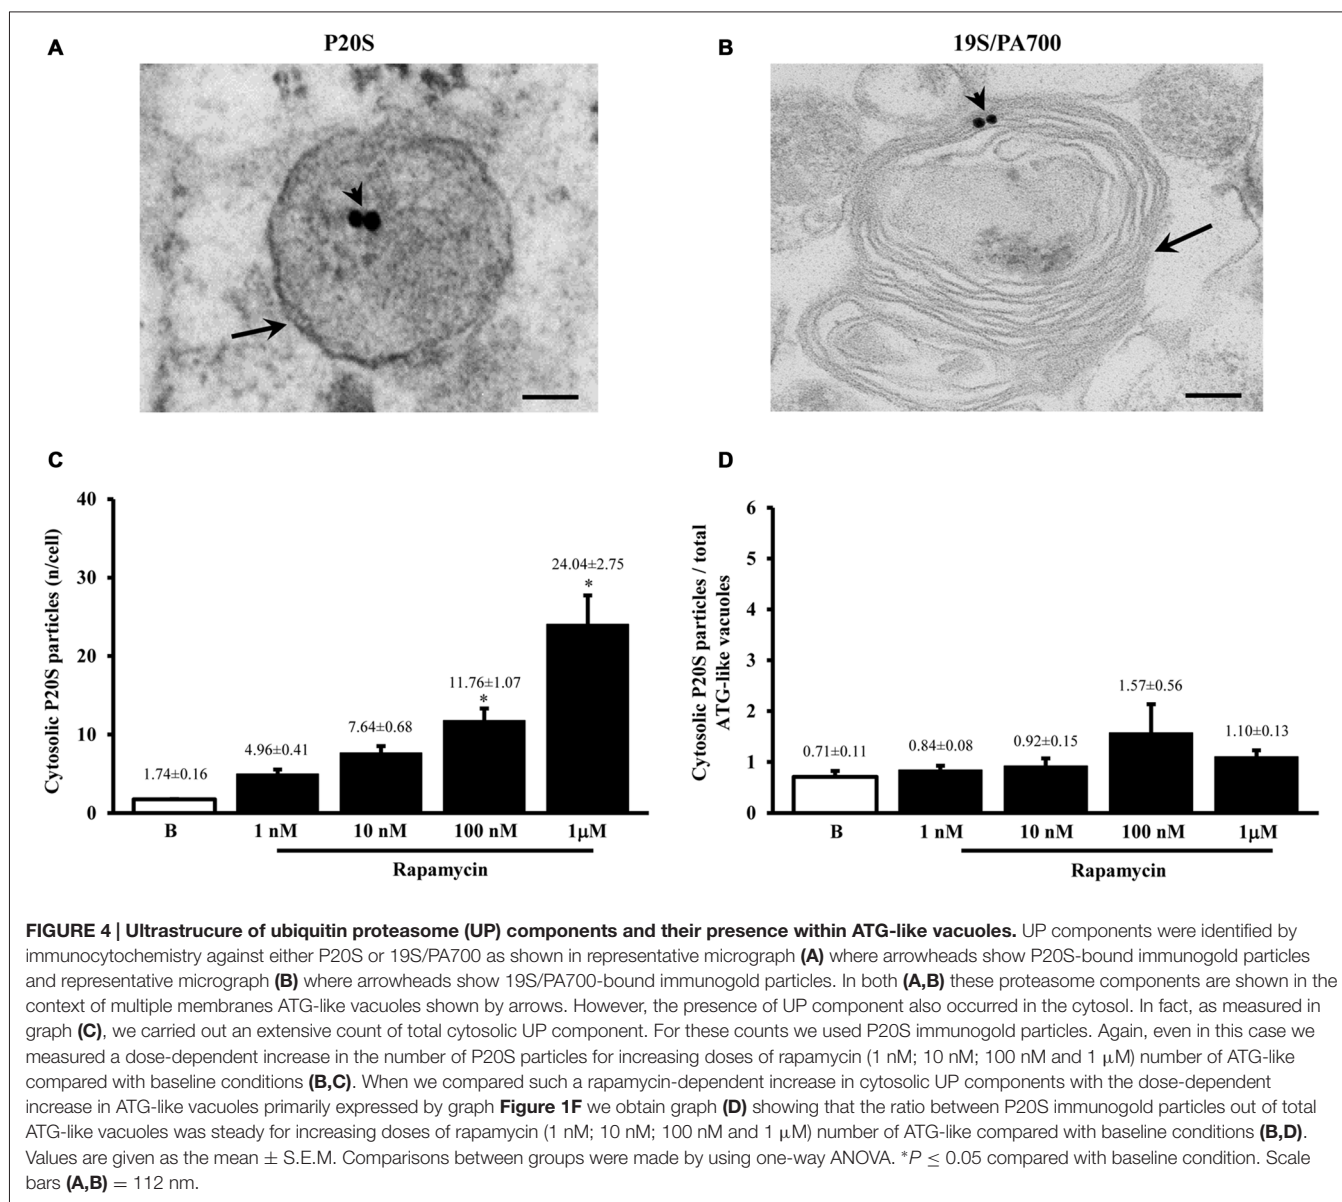 A
P20S
B
19S/PA700
C
Cytosolic P20S particles (n/cell)
40
30
20
10
0
1.74±0.16
4.96±0.41
7.64±0.68
11.76±1.07
*
24.04±2.75
*
B
1 nM
10 nM
100 nM
1μM
Rapamycin
D
Cytosolic P20S particles / total
ATG-like vacuoles
6
5
4
3
2
1
0
0.71±0.11
0.84±0.08
0.92±0.15
1.57±0.56
1.10±0.13
B
1 nM
10 nM
100 nM
1μM
Rapamycin
FIGURE 4 | Ultrastrucure of ubiquitin proteasome (UP) components and their presence within ATG-like vacuoles. UP components were identified by
immunocytochemistry against either P20S or 19S/PA700 as shown in representative micrograph (A) where arrowheads show P20S-bound immunogold particles
and representative micrograph (B) where arrowheads show 19S/PA700-bound immunogold particles. In both (A,B) these proteasome components are shown in the
context of multiple membranes ATG-like vacuoles shown by arrows. However, the presence of UP component also occurred in the cytosol. In fact, as measured in
graph (C), we carried out an extensive count of total cytosolic UP component. For these counts we used P20S immunogold particles. Again, even in this case we
measured a dose-dependent increase in the number of P20S particles for increasing doses of rapamycin (1 nM; 10 nM; 100 nM and 1 μM) number of ATG-like
compared with baseline conditions (B,C). When we compared such a rapamycin-dependent increase in cytosolic UP components with the dose-dependent
increase in ATG-like vacuoles primarily expressed by graph Figure 1F we obtain graph (D) showing that the ratio between P20S immunogold particles out of total
ATG-like vacuoles was steady for increasing doses of rapamycin (1 nM; 10 nM; 100 nM and 1 μM) number of ATG-like compared with baseline conditions (B,D).
Values are given as the mean ± S.E.M. Comparisons between groups were made by using one-way ANOVA. *P ≤ 0.05 compared with baseline condition. Scale
bars (A,B) = 112 nm.